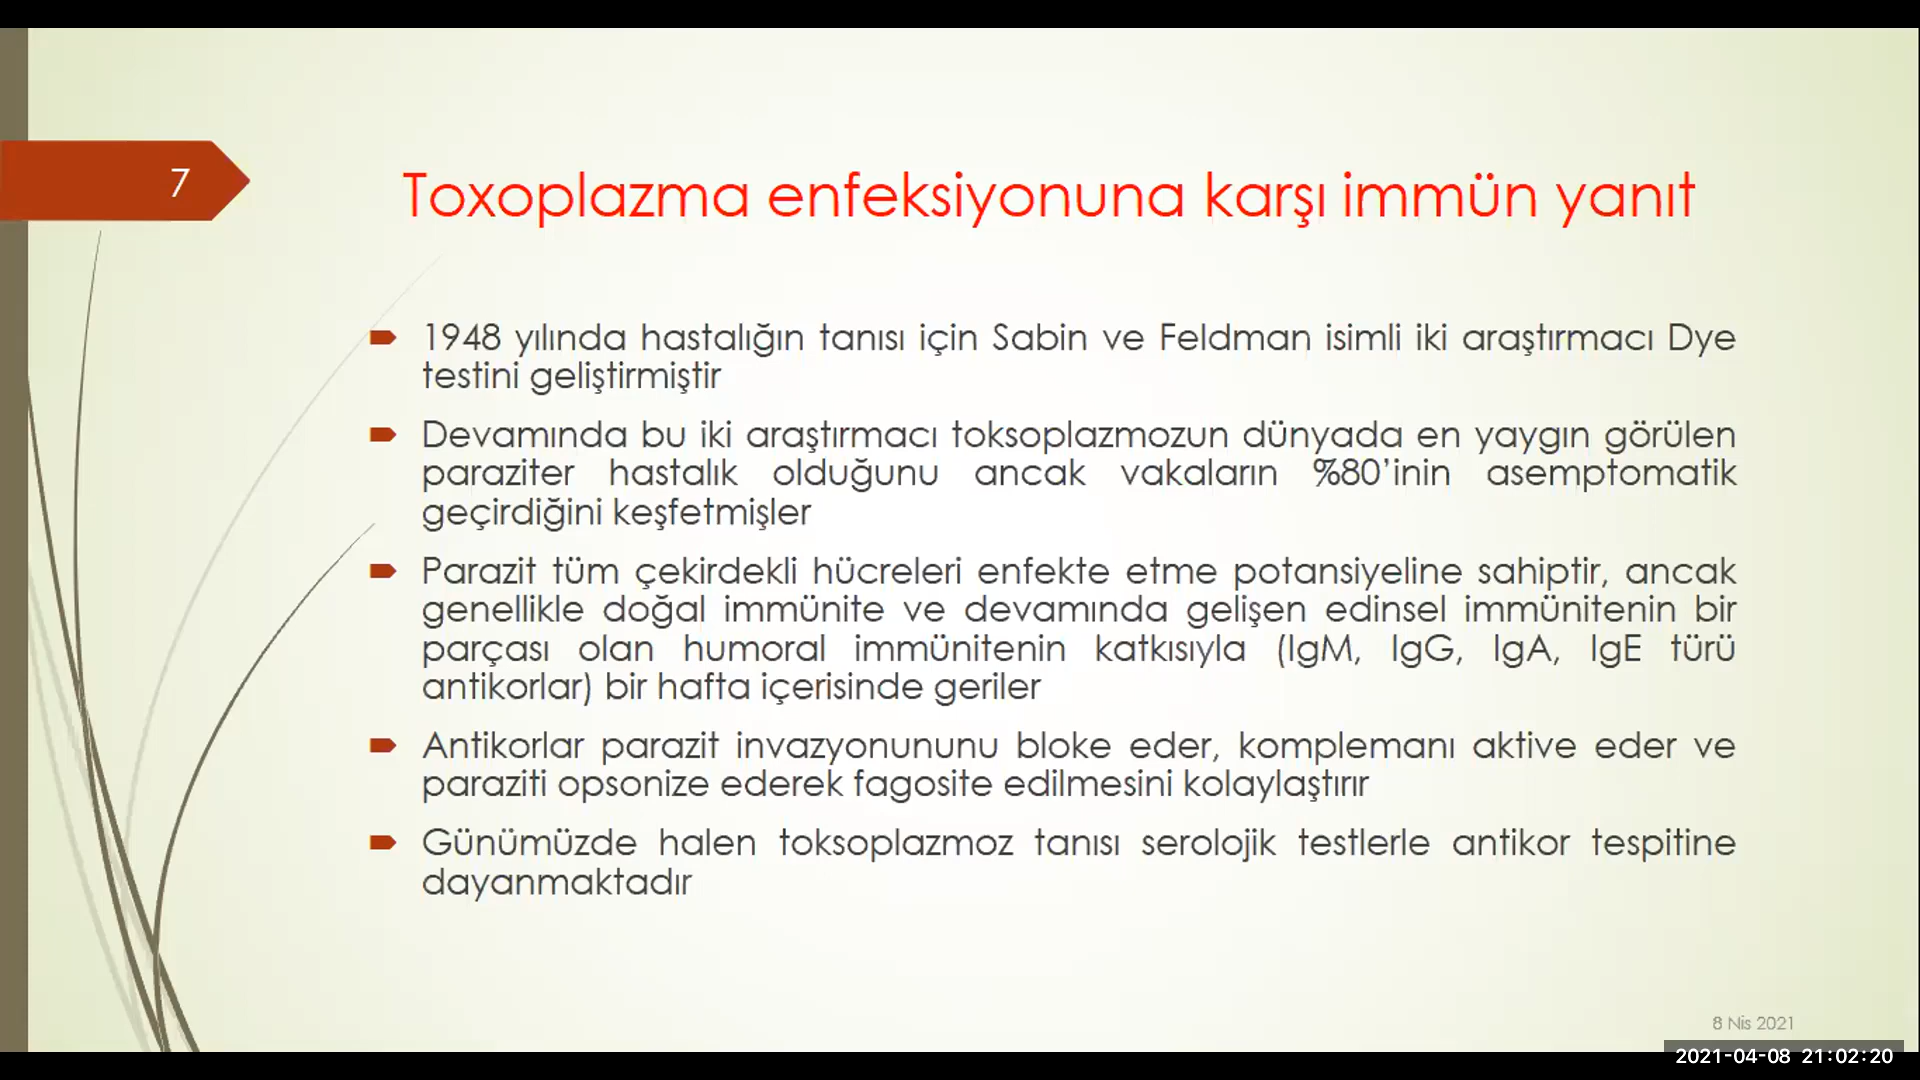 7
Toxoplazma enfeksiyonuna karşı immün yanıt
1948 yılında hastalığın tanısı için Sabin ve Feldman isimli iki araştırmacı Dye
testini geliştirmiştir
Devamında bu iki araştırmacı toksoplazmozun dünyada en yaygın görülen
paraziter hastalık olduğunu ancak vakaların %80’inin asemptomatik
geçirdiğini keşfetmişler
Parazit tüm çekirdekli hücreleri enfekte etme potansiyeline sahiptir, ancak
genellikle doğal immünite ve devamında gelişen edinsel immünitenin bir
parçası olan humoral immünitenin katkısıyla (IgM, IgG, IgA, IgE türü
antikorlar) bir hafta içerisinde geriler
Antikorlar parazit invazyonununu bloke eder, komplemanı aktive eder ve
paraziti opsonize ederek fagosite edilmesini kolaylaştırır
Günümüzde halen toksoplazmoz tanısı serolojik testlerle antikor tespitine
dayanmaktadır
8 Nis 2021
2021-04-08 21:02:20